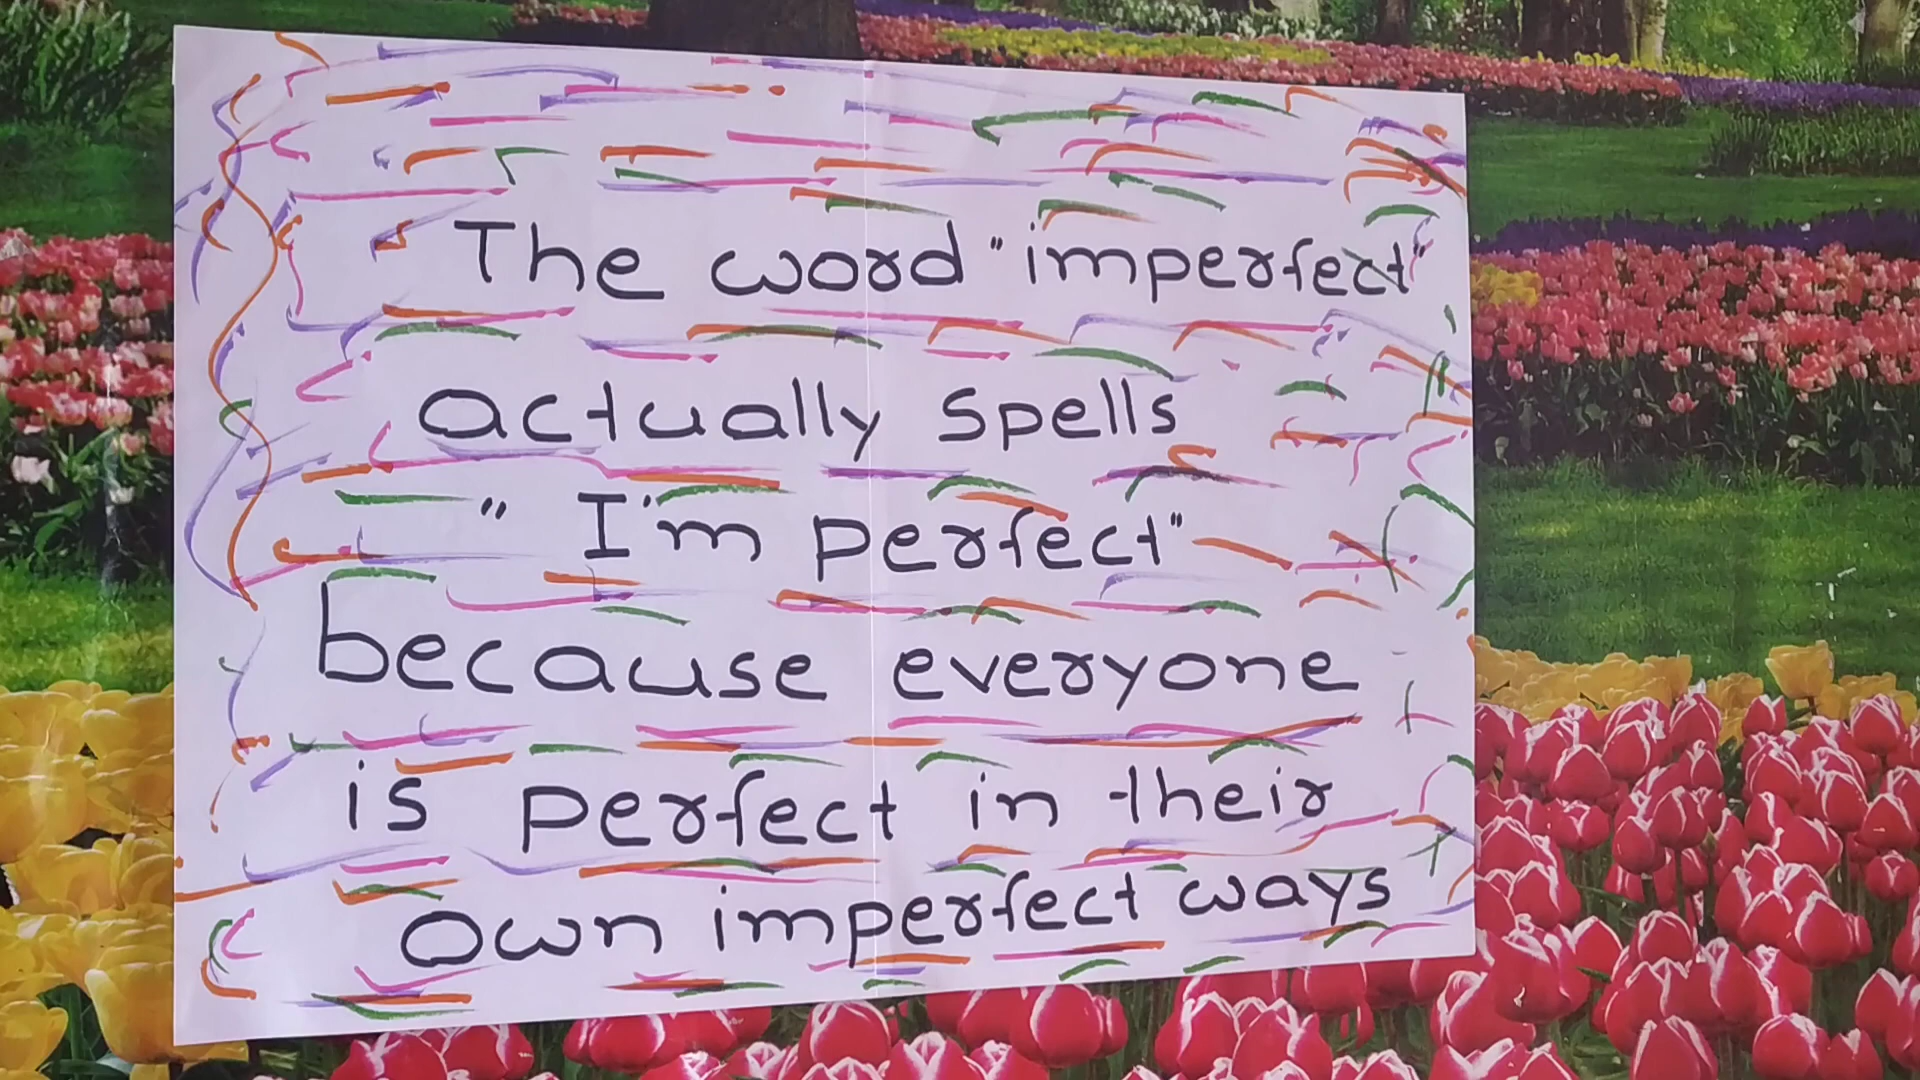 The word "imperfect"
actually spells
" I'm perfect"
because everyone
is perfect in their
own imperfect ways